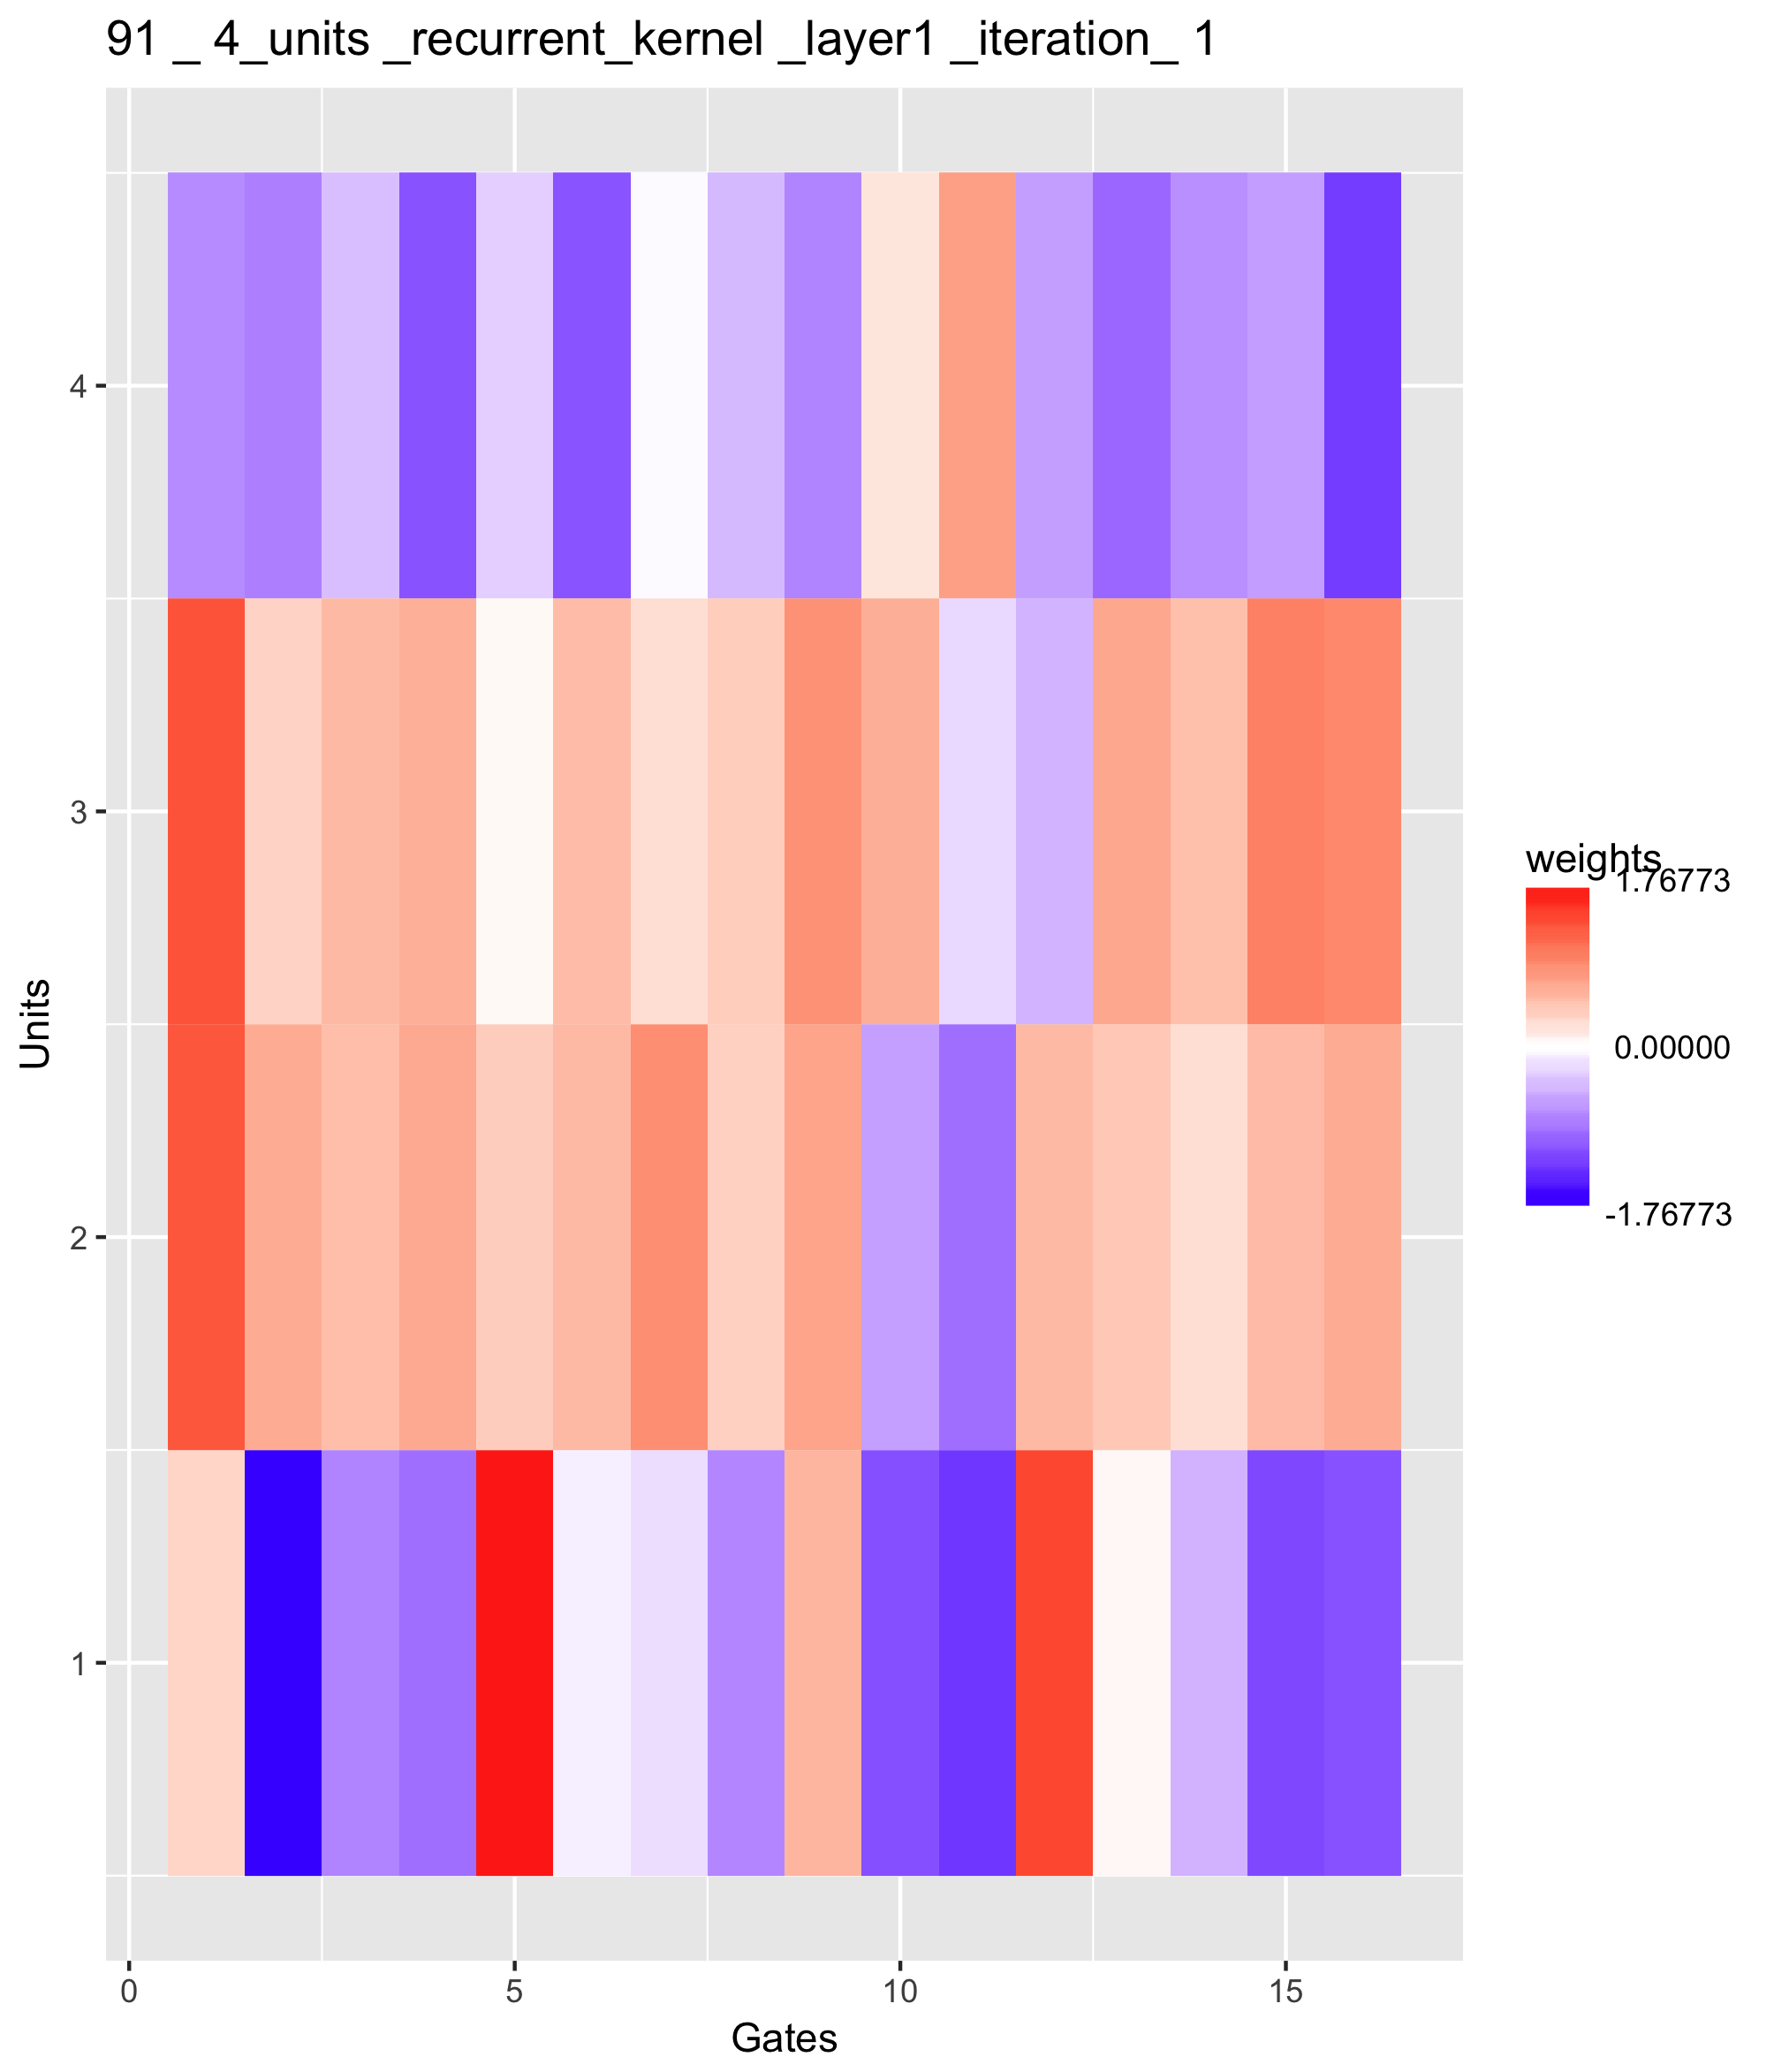 91 _ 4_units _recurrent_kernel _layer1 _iteration_ 1
4
3
2
1
Units
0 5 10 15
Gates
weights
1.76773
0.00000
-1.76773